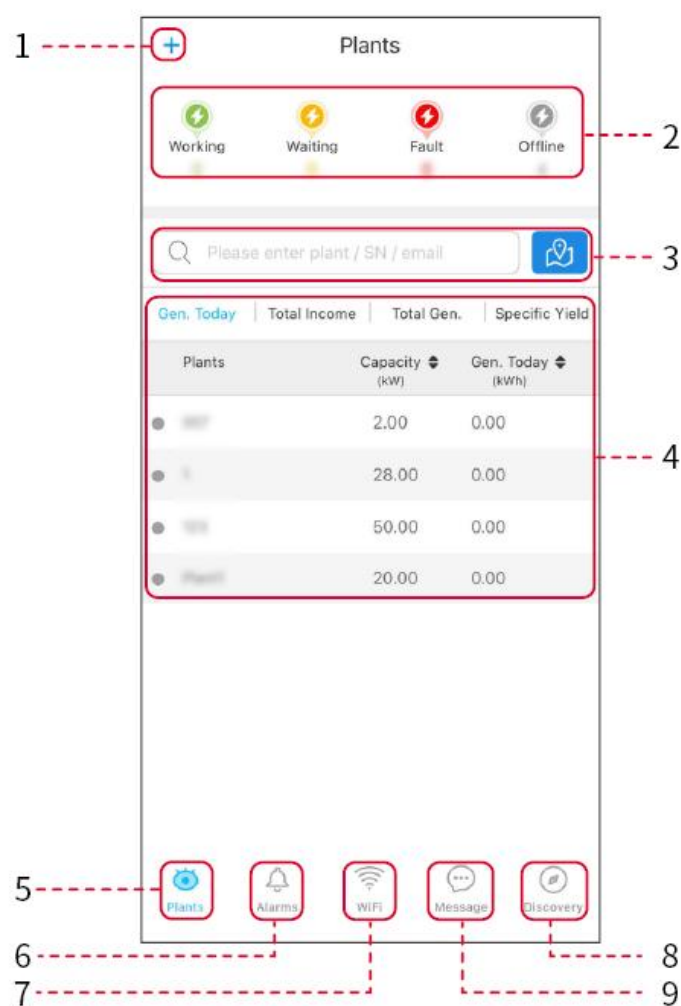 1
+
Plants
Working Waiting Fault Offline
2
Please enter plant / SN / email
3
Gen. Today Total Income Total Gen. Specific Yield
Plants Capacity Gen. Today
(kW) (kWh)
2.00 0.00
28.00 0.00
4
50.00 0.00
20.00 0.00
5
Plants Alarms WiFi Message Discovery
6 8
7 9